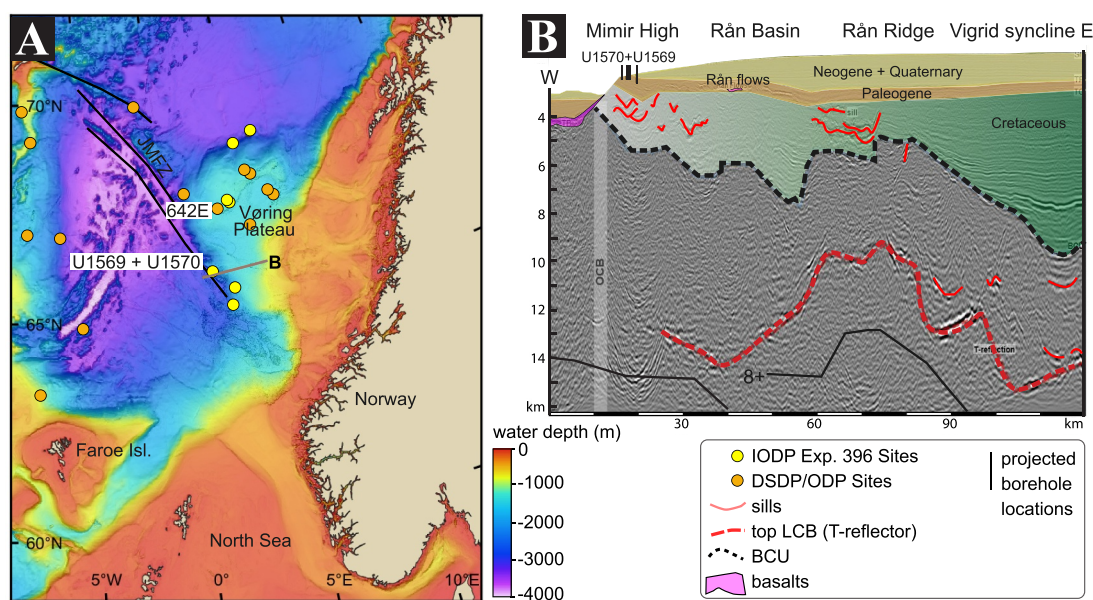 A
70°N
JMFZ
642E
Vøring
Plateau
U1569 + U1570
B
65°N
Norway
Faroe Isl.
North Sea
60°N
5°W
0°
5°E
10°E
water depth (m)
0
-1000
-2000
-3000
-4000
B
Mimir High
Rån Basin
Rån Ridge
Vigrid syncline E
U1570+U1569
W
Rån flows
Neogene + Quaternary
Paleogene
sill
Cretaceous
4
6
8
10
12
14
km
OCB
T-reflection
8+
30
60
90
km
IODP Exp. 396 Sites
DSDP/ODP Sites
sills
top LCB (T-reflector)
BCU
basalts
projected
borehole
locations